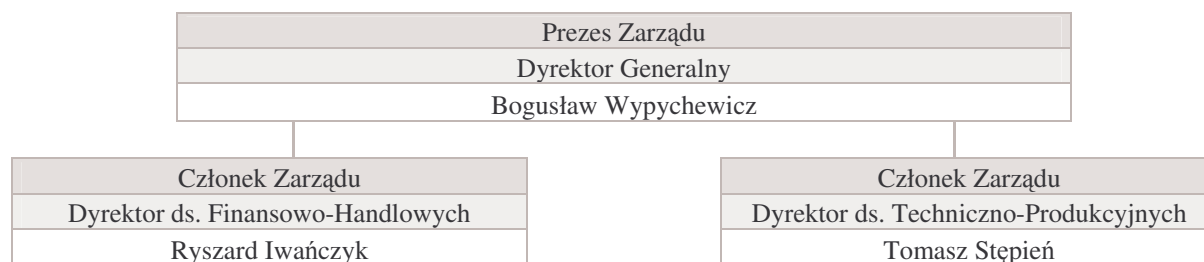 Prezes Zarządu
Dyrektor Generalny
Bogusław Wypychewicz
Członek Zarządu
Dyrektor ds. Finansowo-Handlowych
Ryszard Iwańczyk
Członek Zarządu
Dyrektor ds. Techniczno-Produkcyjnych
Tomasz Stępień